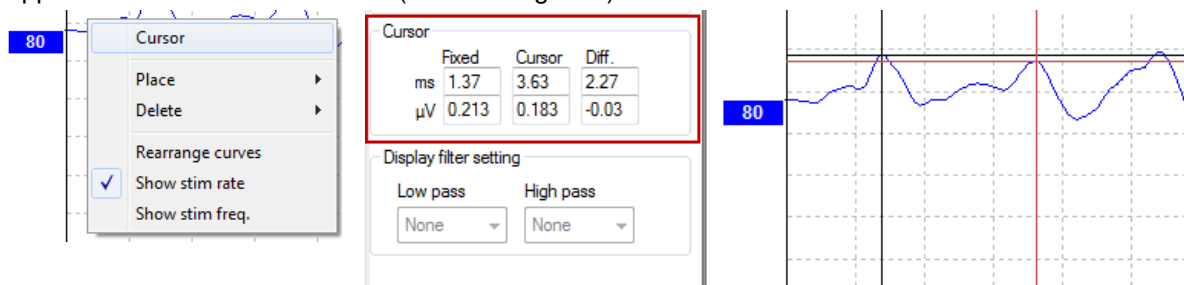 80
Cursor
Place
Delete
Rearrange curves
Show stim rate
Show stim freq.
Cursor
Fixed Cursor Diff.
ms 1.37 3.63 2.27
µV 0.213 0.183 -0.03
Display filter setting
Low pass High pass
None None
80